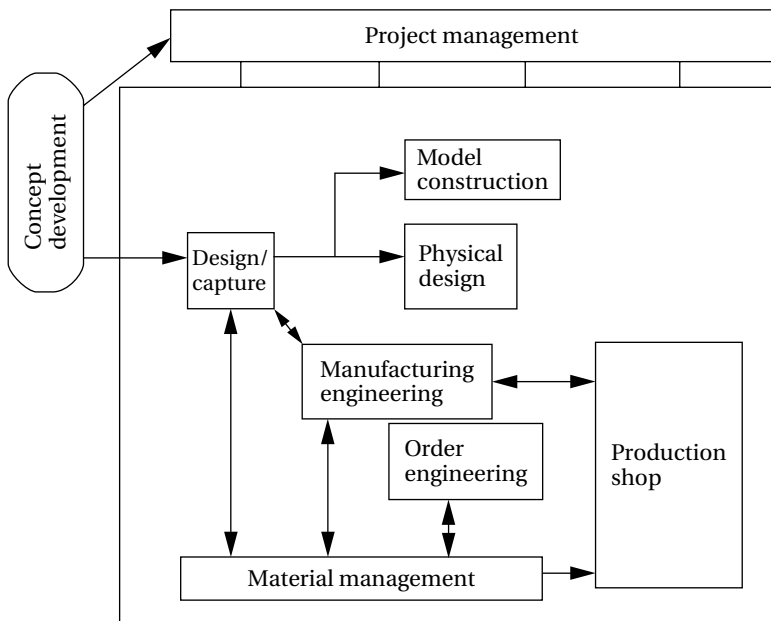 Project management
Concept
development
Model
construction
Design/
capture
Physical
design
Manufacturing
engineering
Order
engineering
Production
shop
Material management